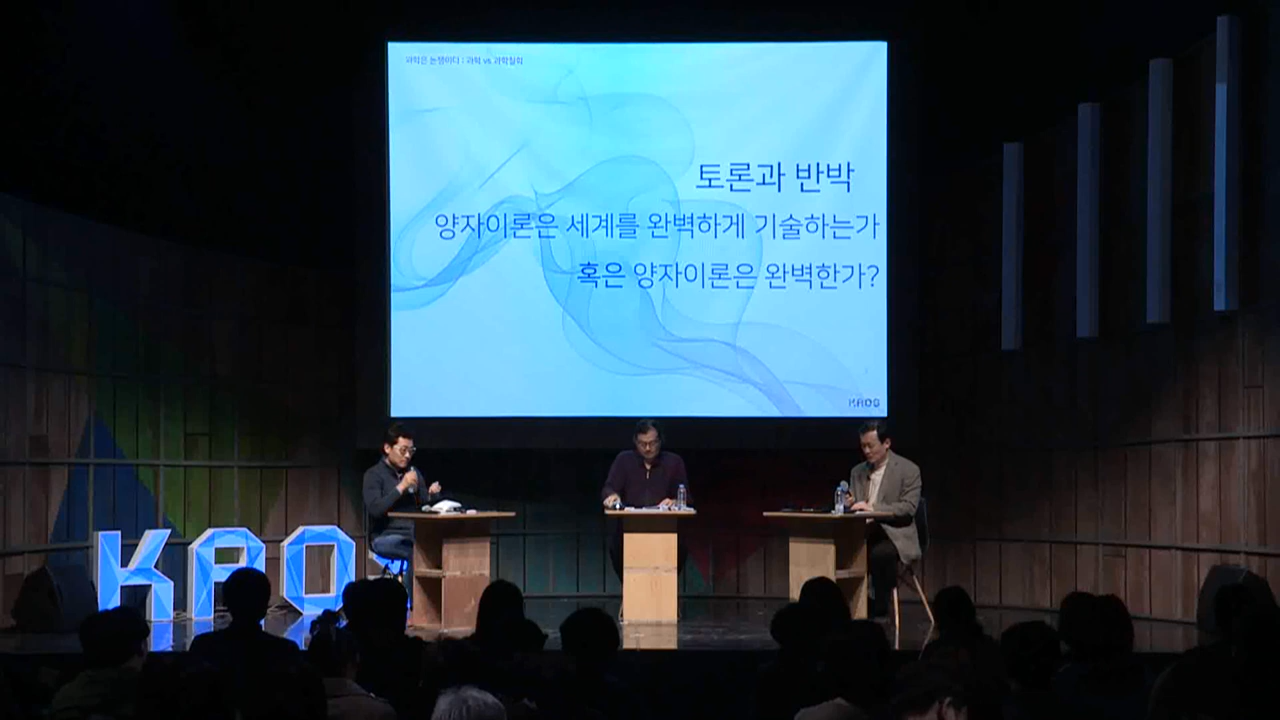 과학은 논쟁이다 : 과학 vs 과학철학
토론과 반박
양자이론은 세계를 완벽하게 기술하는가
혹은 양자이론은 완벽한가?
KAOS
KAO